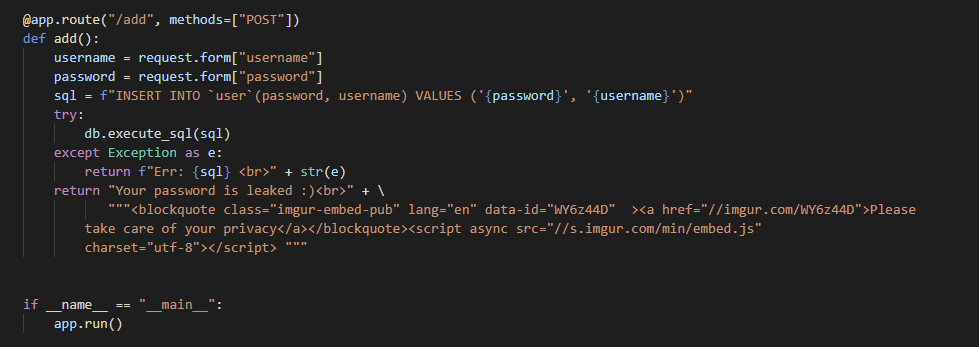 @app.route("/add", methods=["POST"])
def add():
    username = request.form["username"]
    password = request.form["password"]
    sql = f"INSERT INTO `user`(password, username) VALUES ('{password}', '{username}')"
    try:
        db.execute_sql(sql)
    except Exception as e:
        return f"Err: {sql} <br>" + str(e)
    return "Your password is leaked :)<br>" + \
           """<blockquote class="imgur-embed-pub" lang="en" data-id="WY6z44D"  ><a href="//imgur.com/WY6z44D">Please
        take care of your privacy</a></blockquote><script async src="//s.imgur.com/min/embed.js"
        charset="utf-8"></script> """
if __name__ == "__main__":
    app.run()